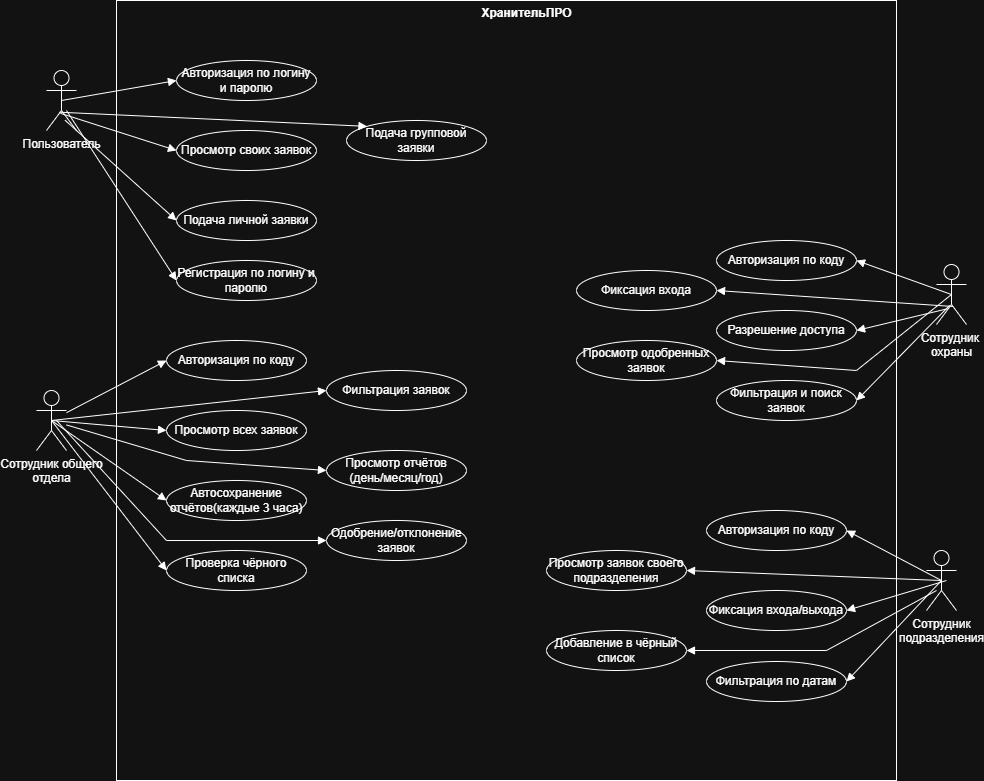 ХранительПРО
Авторизация по логину
и паролю
Пользователь
Подача групповой
заявки
Просмотр своих заявок
Подача личной заявки
Регистрация по логину и
паролю
Авторизация по коду
Фиксация входа
Разрешение доступа
Сотрудник
охраны
Просмотр одобренных
заявок
Фильтрация и поиск
заявок
Авторизация по коду
Фильтрация заявок
Просмотр всех заявок
Сотрудник общего
отдела
Просмотр отчётов
(день/месяц/год)
Автосохранение
отчётов(каждые 3 часа)
Одобрение/отклонение
заявок
Проверка чёрного
списка
Авторизация по коду
Просмотр заявок своего
подразделения
Фиксация входа/выхода
Сотрудник
подразделения
Добавление в чёрный
список
Фильтрация по датам